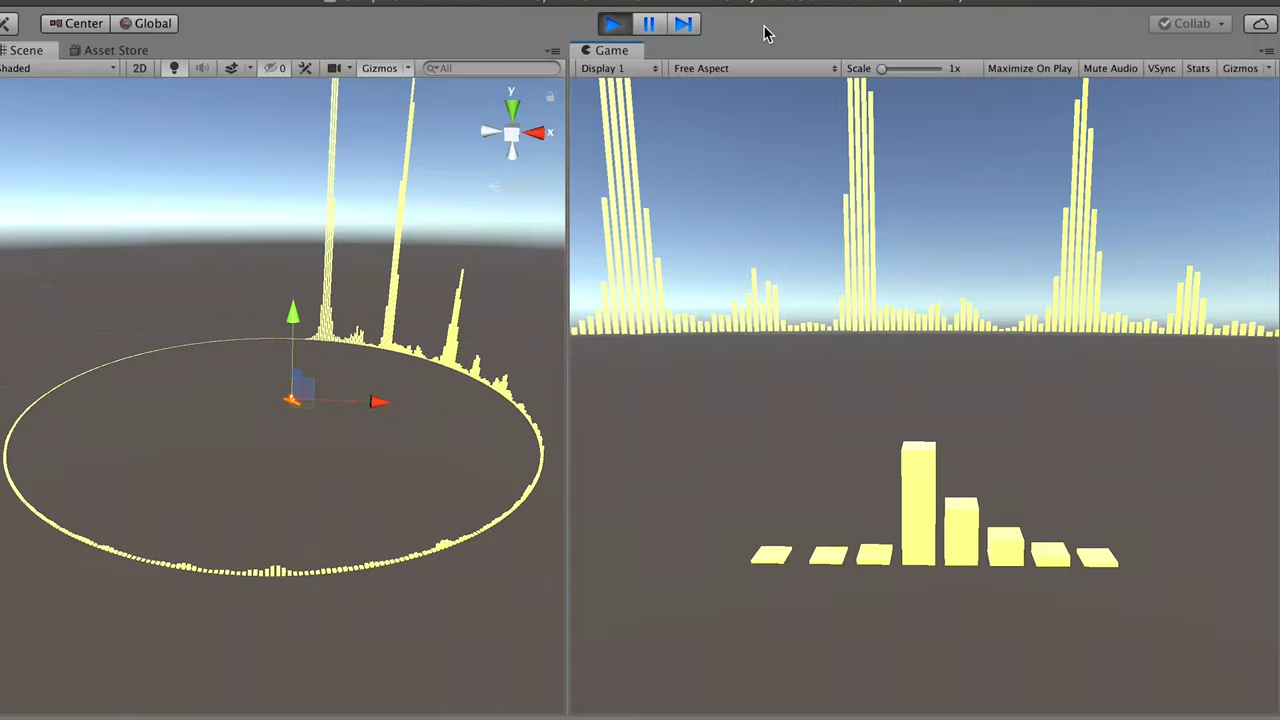 Center Global Collab
Scene Asset Store Game
haded 2D 0 Gizmos All Display 1 Free Aspect Scale 1x Maximize On Play Mute Audio VSync Stats Gizmos
y
x